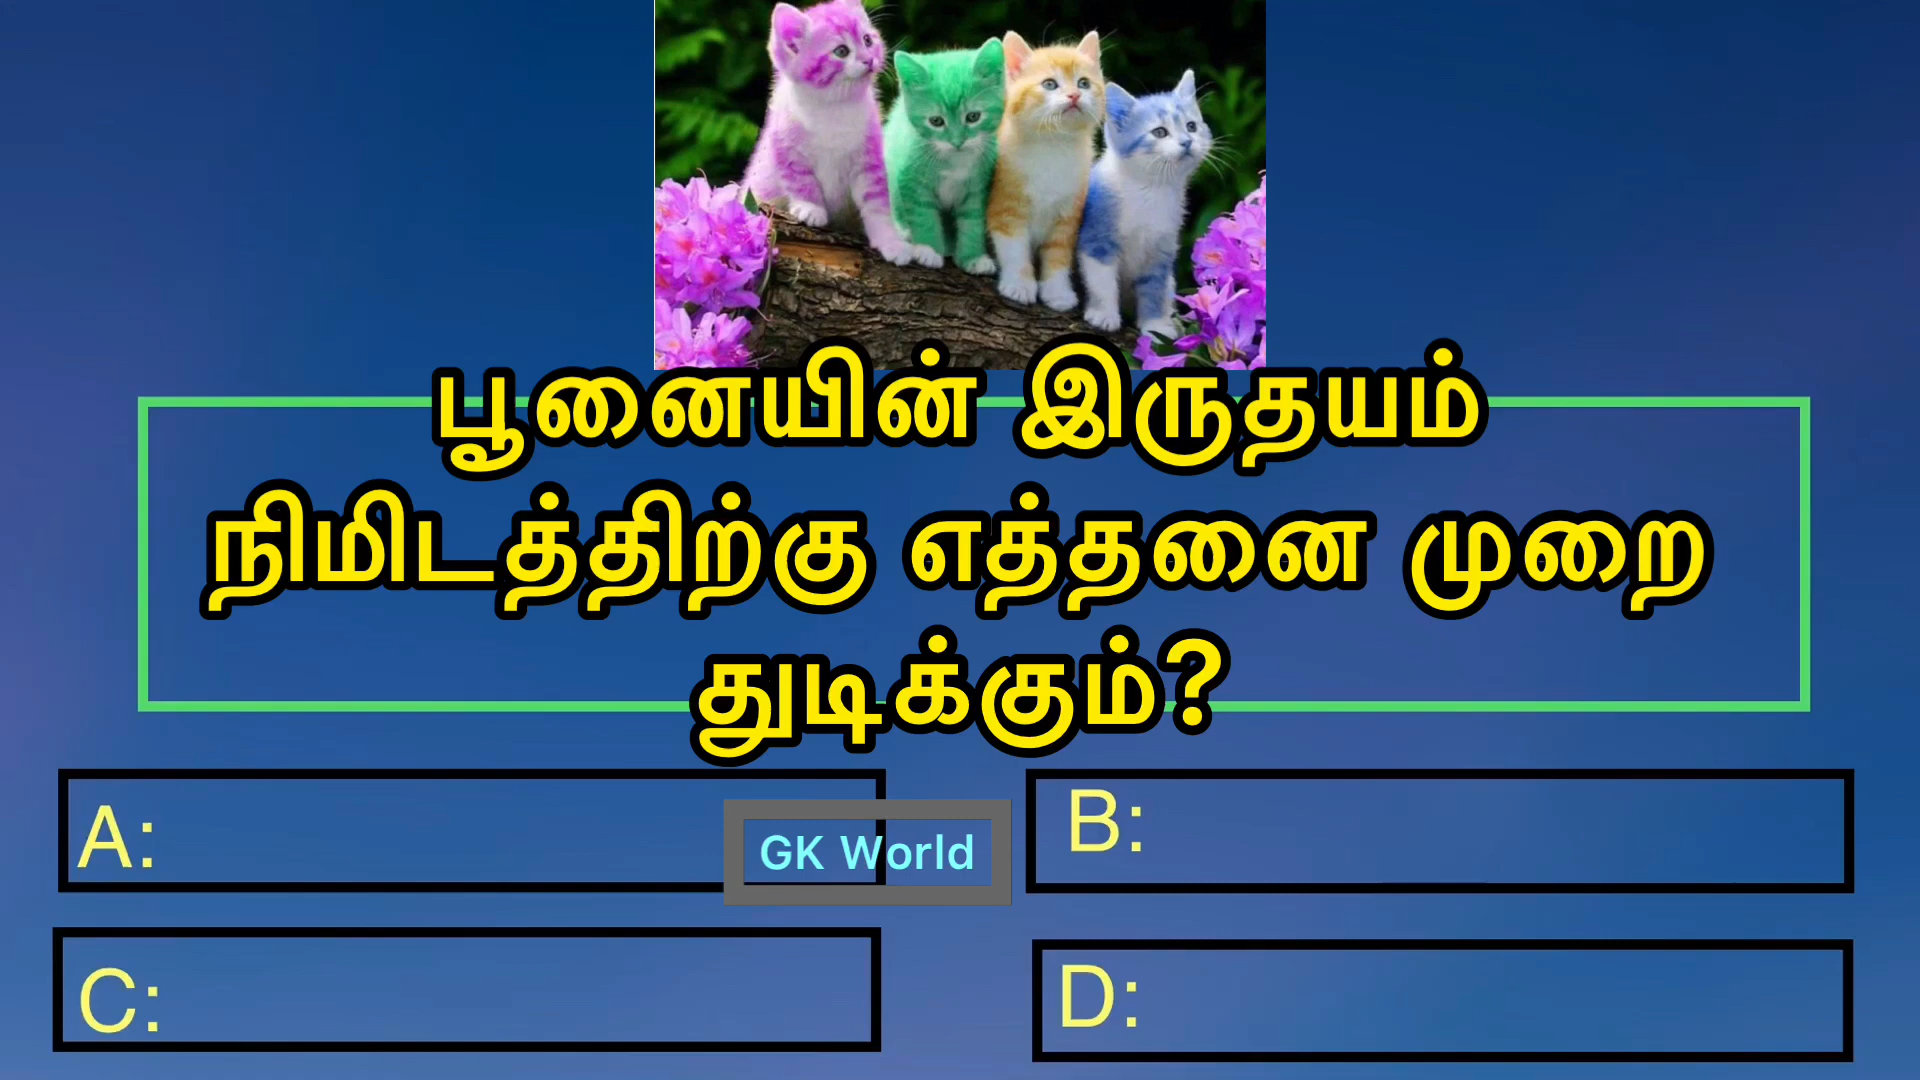 பூனையின் இருதயம்
நிமிடத்திற்கு எத்தனை முறை
துடிக்கும்?
A:
B:
GK World
C:
D: